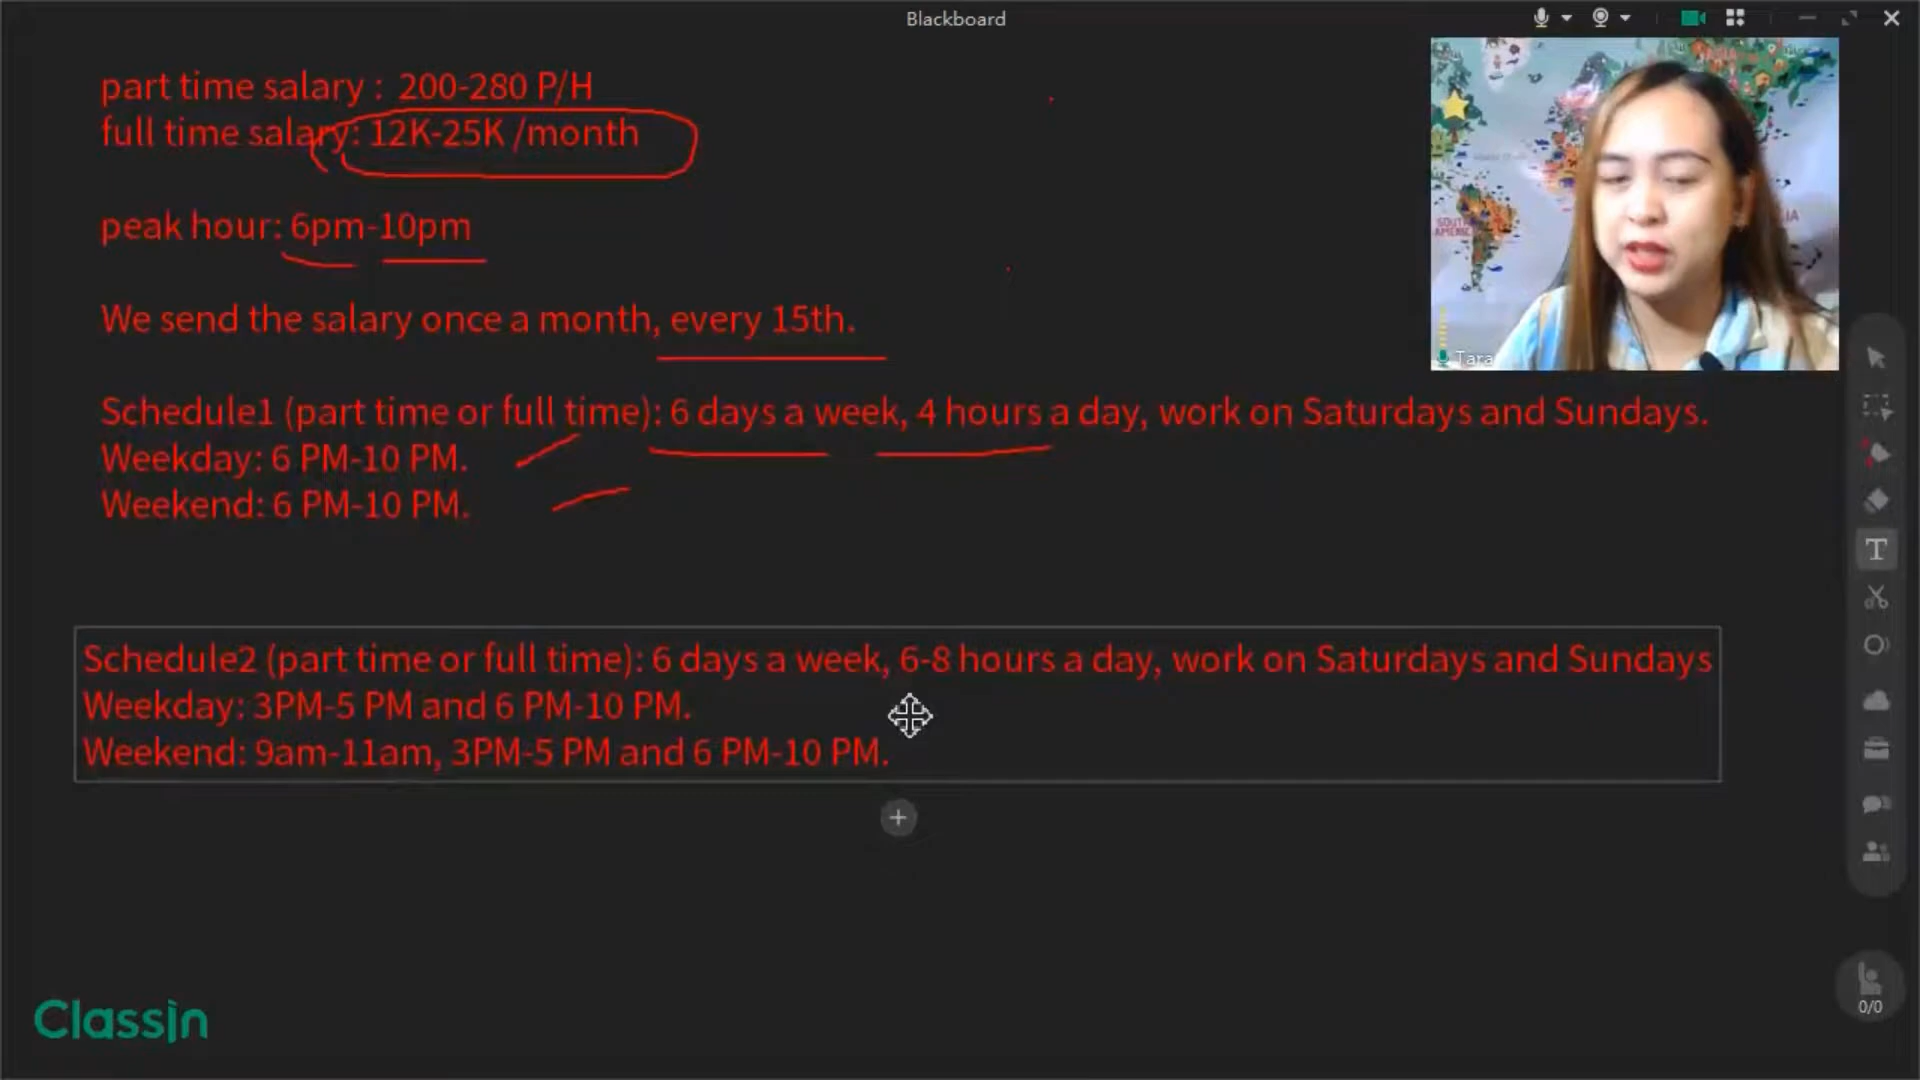 Blackboard
part time salary : 200-280 P/H
full time salary: 12K-25K /month
peak hour: 6pm-10pm
We send the salary once a month, every 15th.
Schedule1 (part time or full time): 6 days a week, 4 hours a day, work on Saturdays and Sundays.
Weekday: 6 PM-10 PM.
Weekend: 6 PM-10 PM.
Schedule2 (part time or full time): 6 days a week, 6-8 hours a day, work on Saturdays and Sundays
Weekday: 3PM-5 PM and 6 PM-10 PM.
Weekend: 9am-11am, 3PM-5 PM and 6 PM-10 PM.
SOUTH
AMERICA
Tara
T
0/0
ClassIn